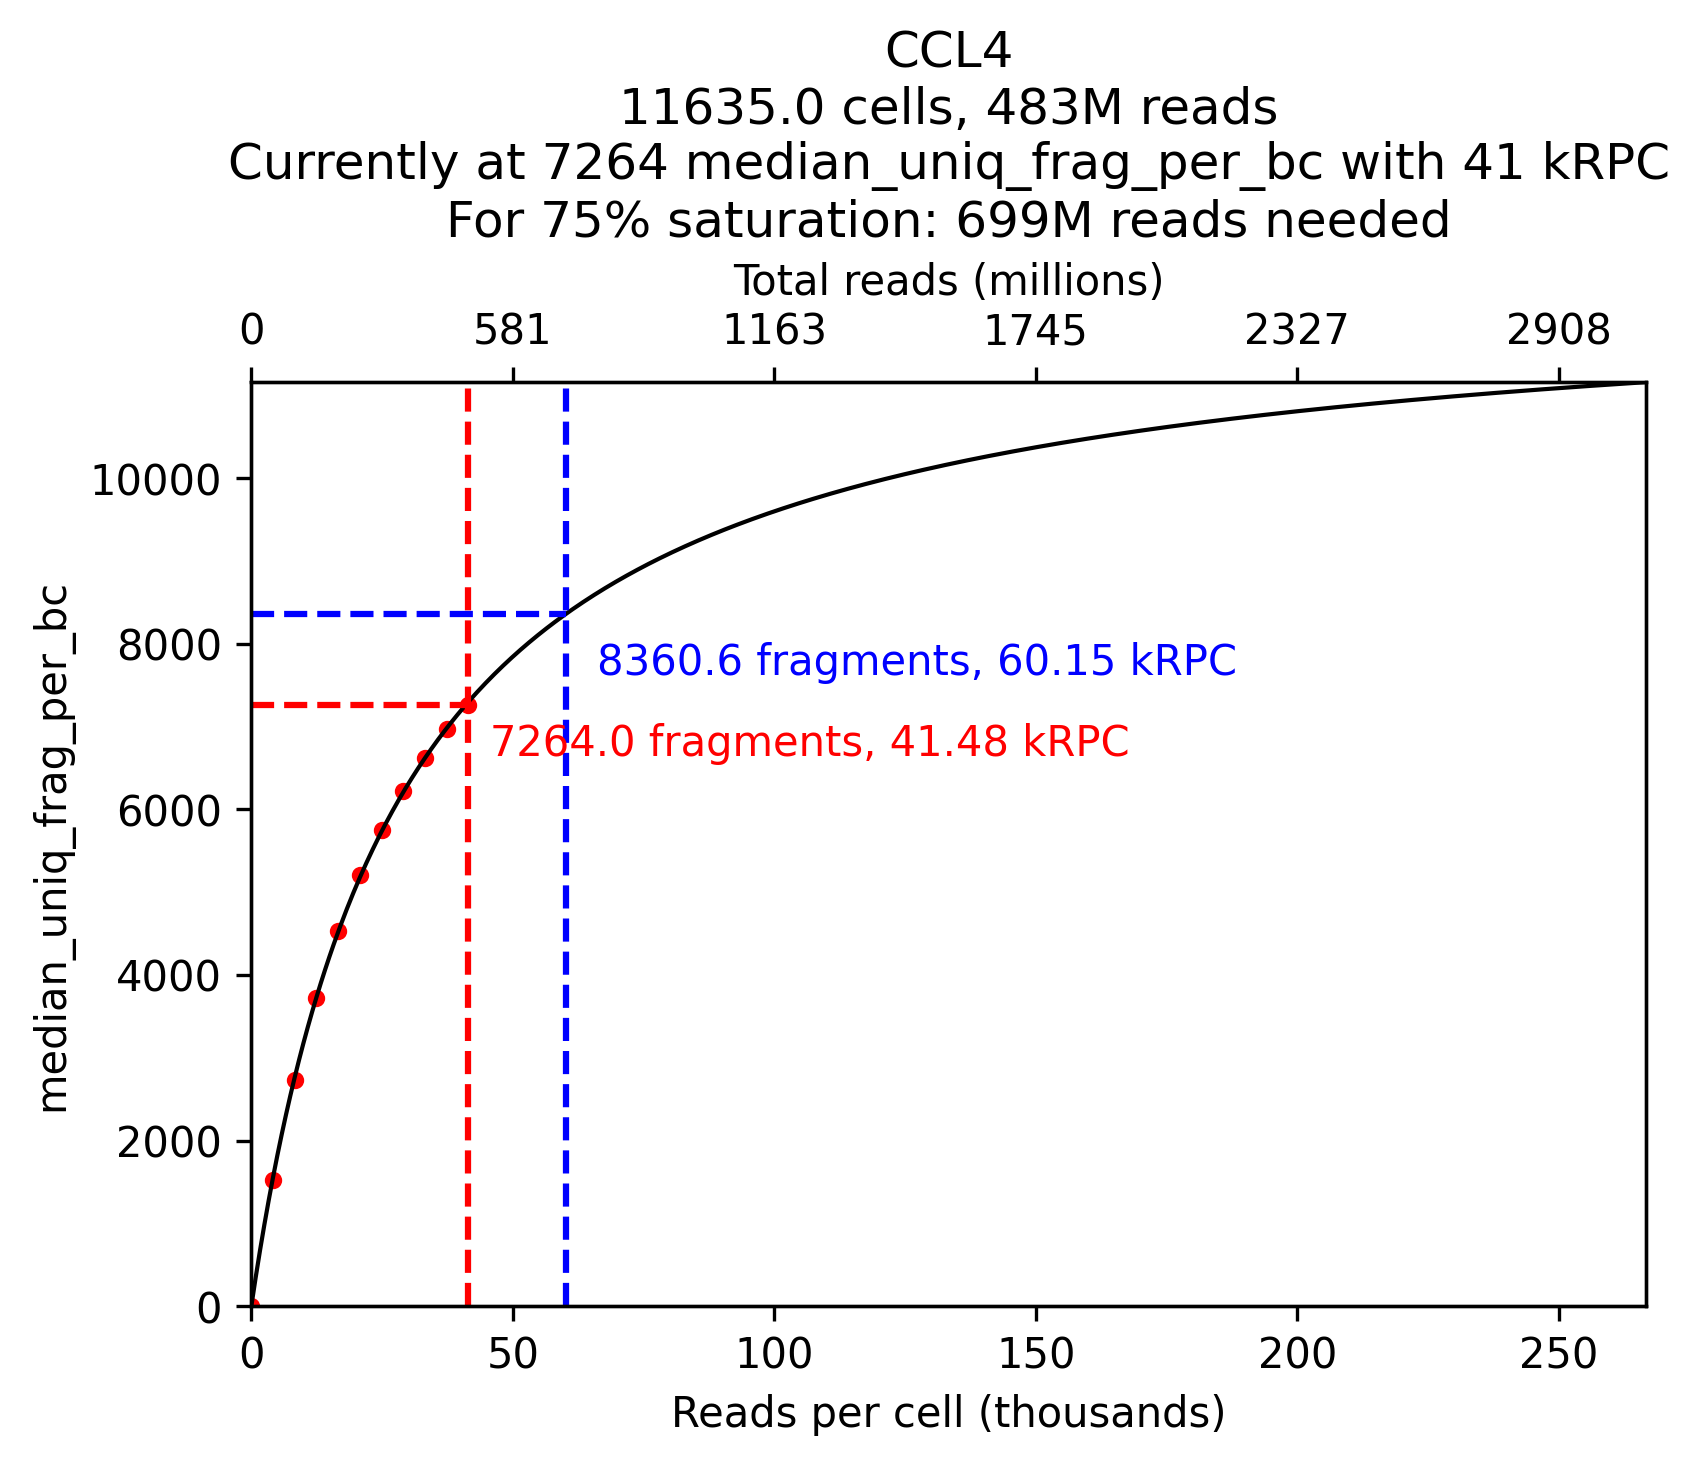 CCL4
11635.0 cells, 483M reads
Currently at 7264 median_uniq_frag_per_bc with 41 kRPC
For 75% saturation: 699M reads needed
Total reads (millions)
0 581 1163 1745 2327 2908
median_uniq_frag_per_bc
10000
8000
6000
4000
2000
0
8360.6 fragments, 60.15 kRPC
7264.0 fragments, 41.48 kRPC
0 50 100 150 200 250
Reads per cell (thousands)